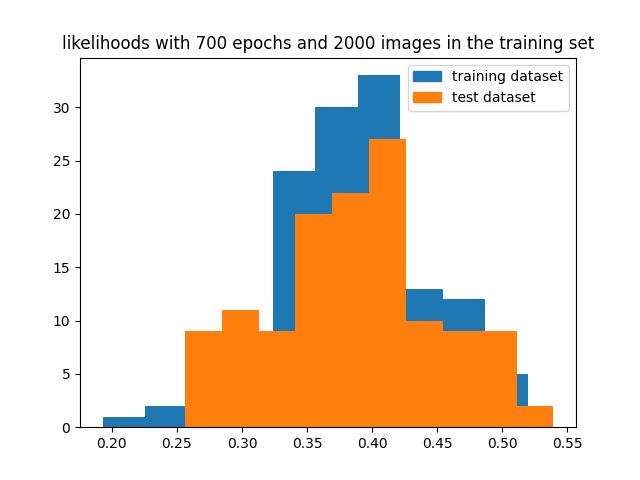 likelihoods with 700 epochs and 2000 images in the training set
training dataset
test dataset
30
25
20
15
10
5
0
0.20 0.25 0.30 0.35 0.40 0.45 0.50 0.55